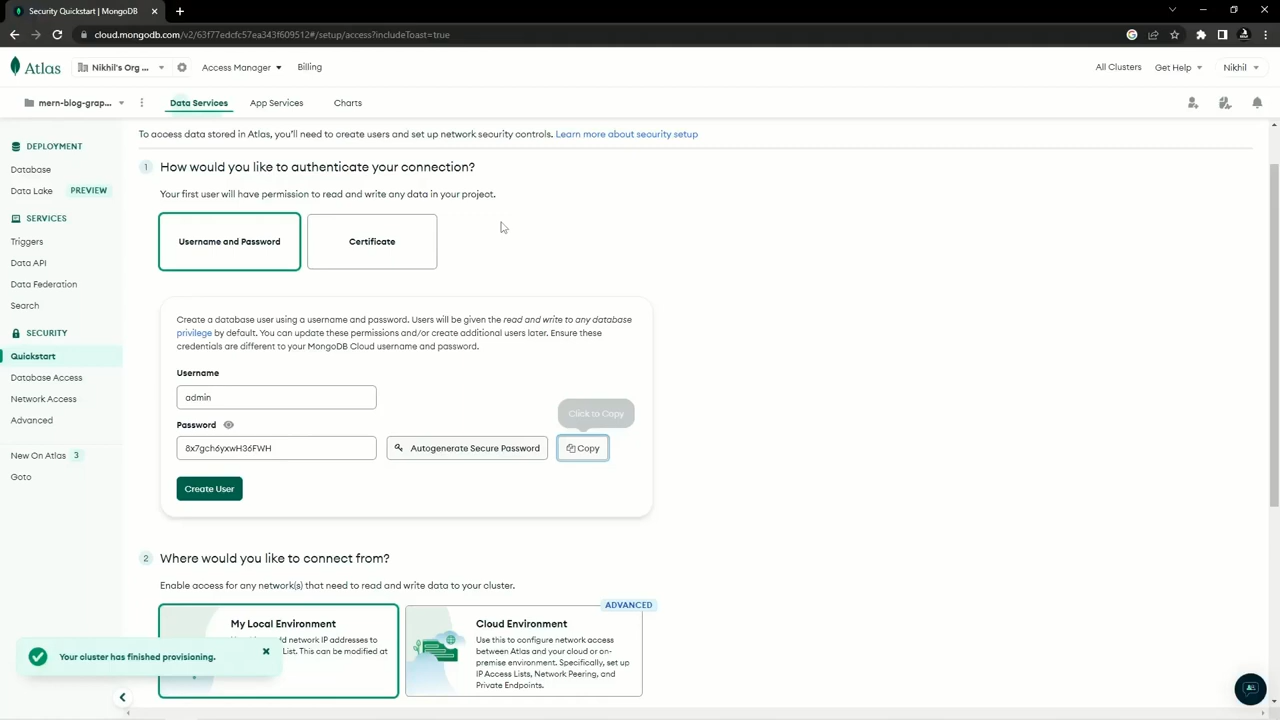 Security Quickstart | MongoDB
cloud.mongodb.com/v2/63f77edcfc57ea343f609512#/setup/access?includeToast=true
Atlas
Nikhil's Org ...
Access Manager
Billing
All Clusters
Get Help
Nikhil
mern-blog-grap...
Data Services
App Services
Charts
To access data stored in Atlas, you'll need to create users and set up network security controls. Learn more about security setup
DEPLOYMENT
Database
Data Lake PREVIEW
SERVICES
Triggers
Data API
Data Federation
Search
SECURITY
Quickstart
Database Access
Network Access
Advanced
New On Atlas 3
Goto
1 How would you like to authenticate your connection?
Your first user will have permission to read and write any data in your project.
Username and Password
Certificate
Create a database user using a username and password. Users will be given the read and write to any database
privilege by default. You can update these permissions and/or create additional users later. Ensure these
credentials are different to your MongoDB Cloud username and password.
Username
admin
Click to Copy
Password
8x7gch6yxwH36FWH
Autogenerate Secure Password
Copy
Create User
2 Where would you like to connect from?
Enable access for any network(s) that need to read and write data to your cluster.
My Local Environment
network IP addresses to
List. This can be modified at
ADVANCED
Cloud Environment
Use this to configure network access
between Atlas and your cloud or on-
premise environment. Specifically, set up
IP Access Lists, Network Peering, and
Private Endpoints.
Your cluster has finished provisioning.